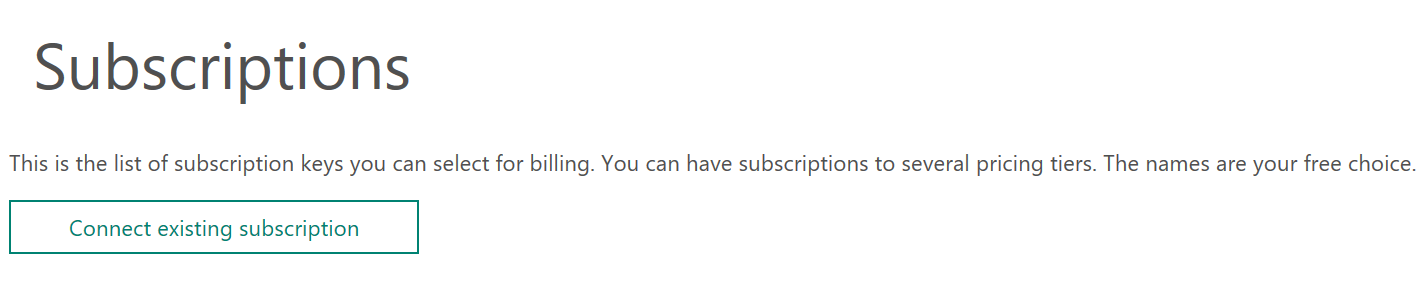 Subscriptions
This is the list of subscription keys you can select for billing. You can have subscriptions to several pricing tiers. The names are your free choice.
Connect existing subscription